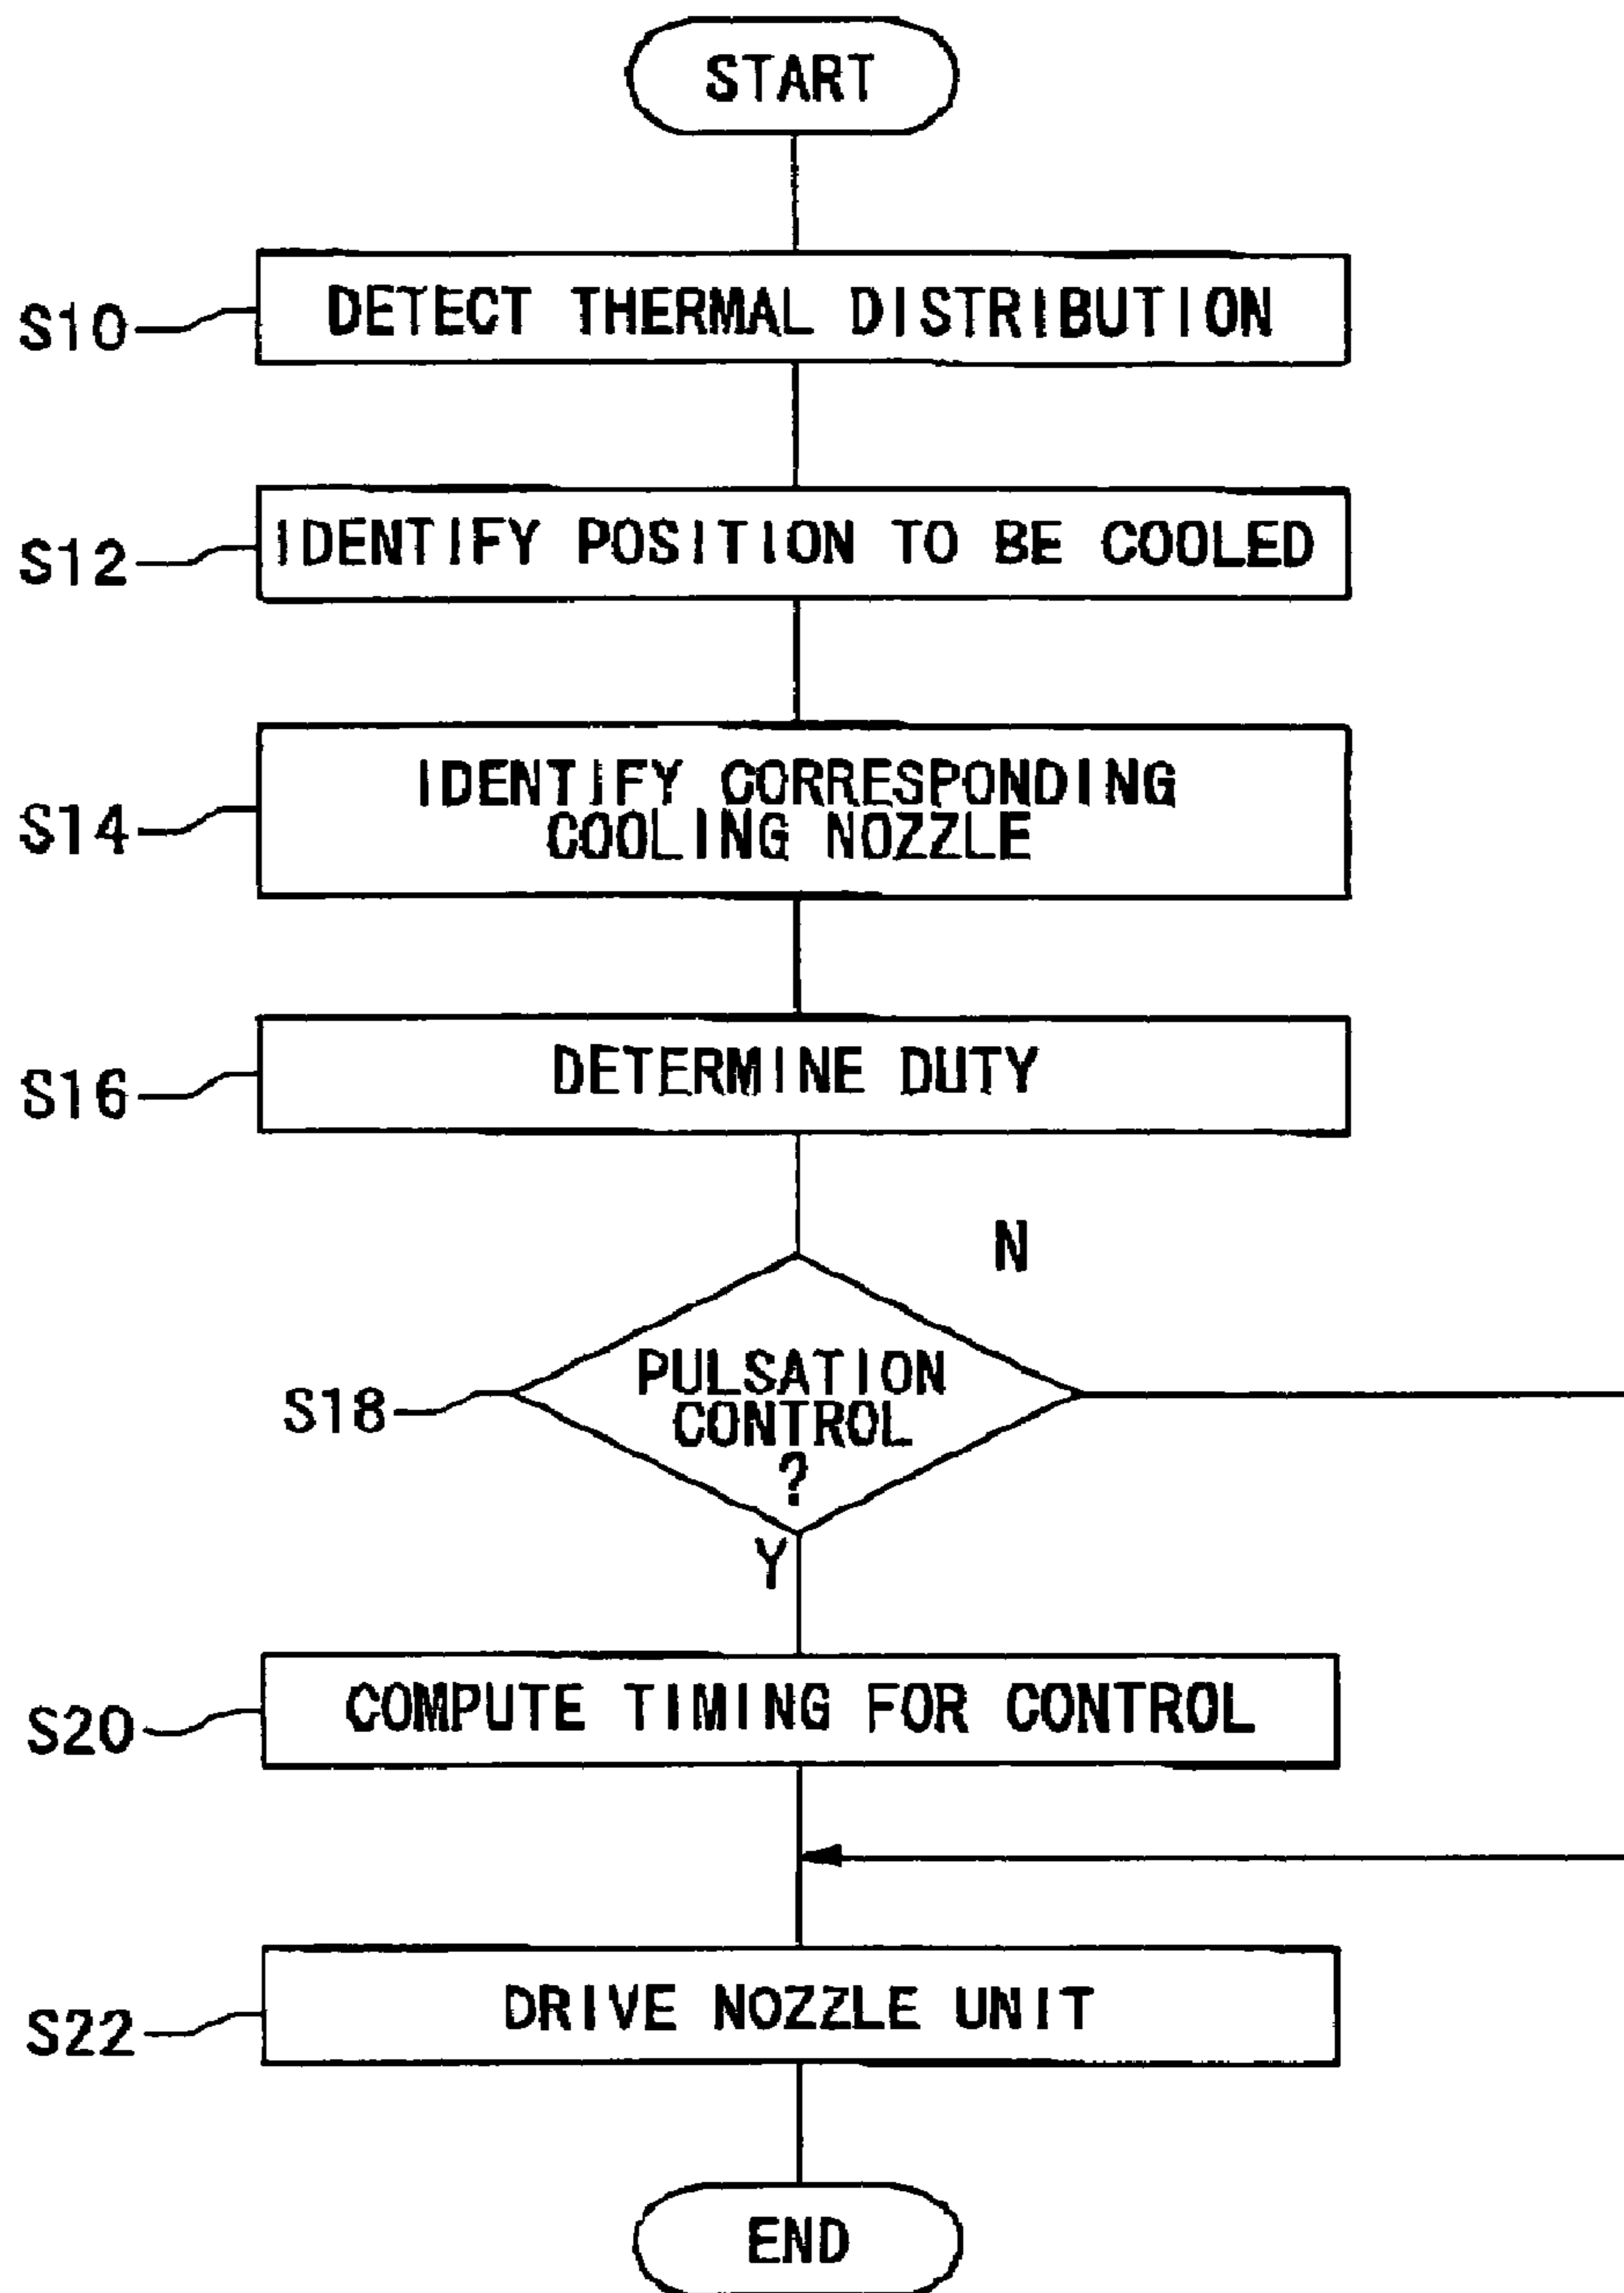 START
S10
DETECT THERMAL DISTRIBUTION
S12
IDENTIFY POSITION TO BE COOLED
S14
IDENTIFY CORRESPONDING
COOLING NOZZLE
S16
DETERMINE DUTY
N
S18
PULSATION
CONTROL
?
Y
S20
COMPUTE TIMING FOR CONTROL
S22
DRIVE NOZZLE UNIT
END